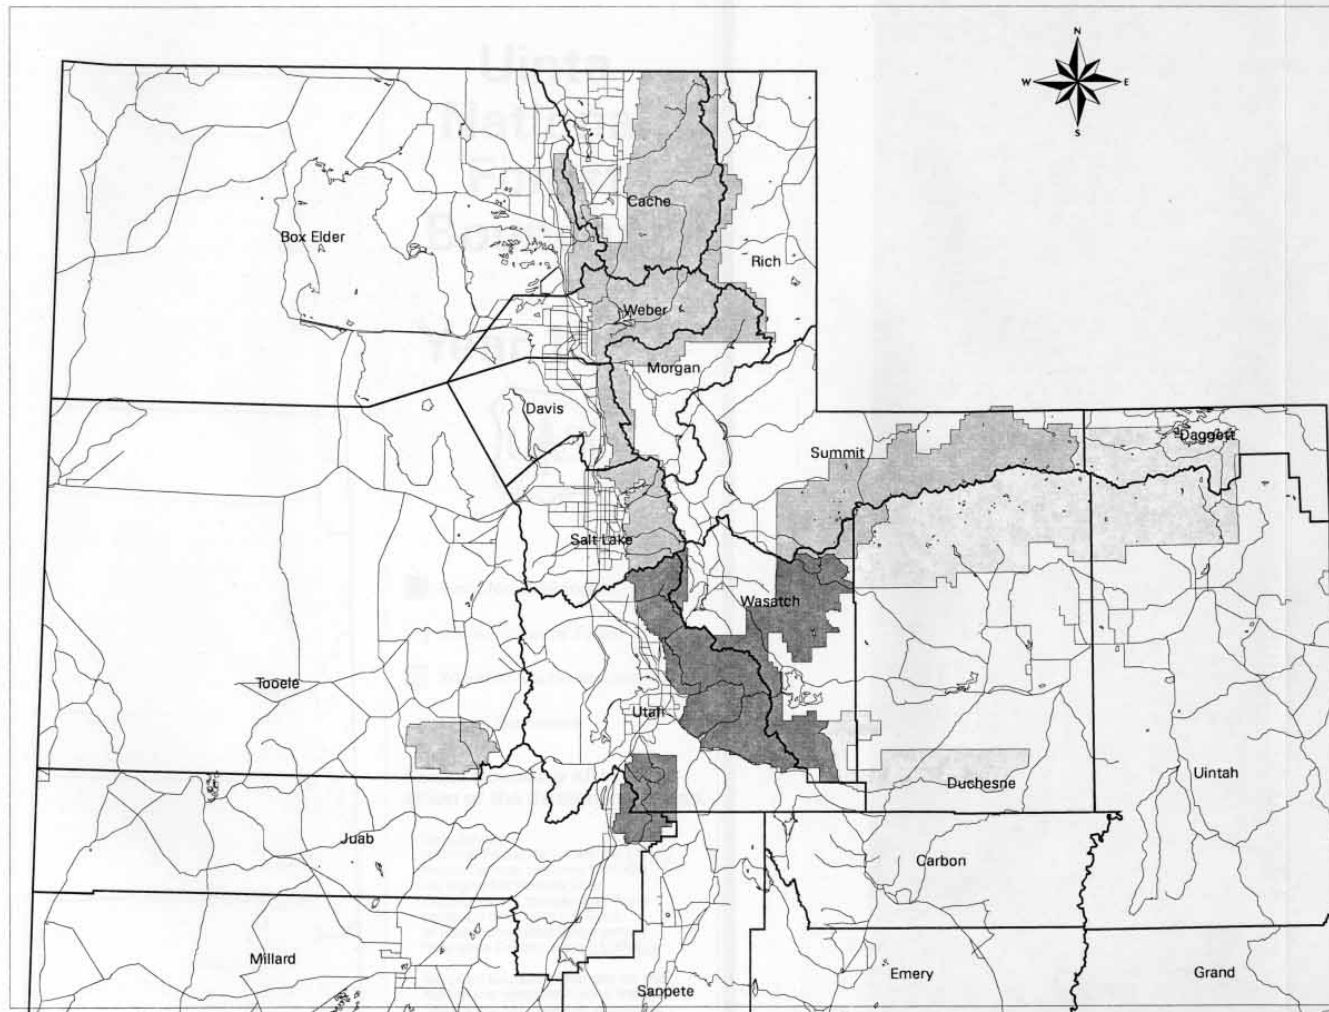 N
W E
S
Cache
Box Elder
Rich
Weber
Morgan
Davis
Summit
Daggett
Salt Lake
Wasatch
Tooele
Utah
Uintah
Duchesne
Juab
Carbon
Millard
Emery
Grand
Sanpete
Uinta